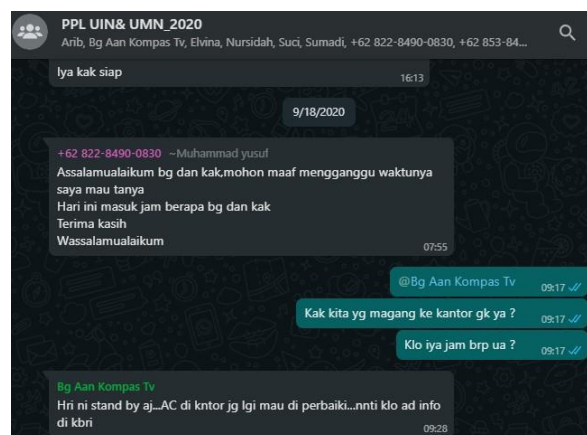 PPL UIN& UMN_2020
Arib, Bg Aan Kompas Tv, Elvina, Nursidah, Suci, Sumadi, +62 822-8490-0830, +62 853-84...
Iya kak siap
16:13
9/18/2020
+62 822-8490-0830 ~Muhammad yusuf
Assalamualaikum bg dan kak,mohon maaf mengganggu waktunya
saya mau tanya
Hari ini masuk jam berapa bg dan kak
Terima kasih
Wassalamualaikum
07:55
@Bg Aan Kompas Tv 09:17
Kak kita yg magang ke kantor gk ya ? 09:17
Klo iya jam brp ua ? 09:17
Bg Aan Kompas Tv
Hri ni stand by aj...AC di kntor jg lgi mau di perbaiki...nnti klo ad info
di kbri
09:28